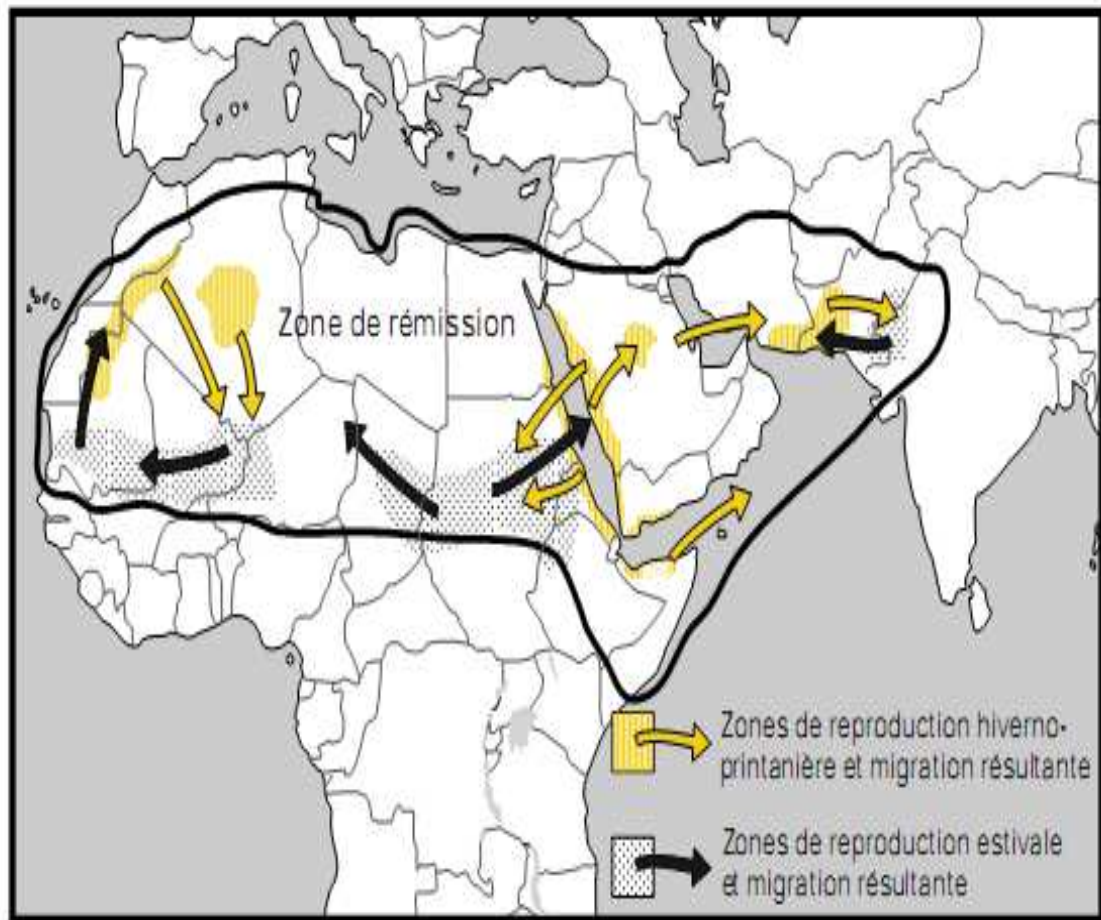 Zone de rémission
Zones de reproduction hiverno-
printanière et migration résultante
Zones de reproduction estivale
et migration résultante